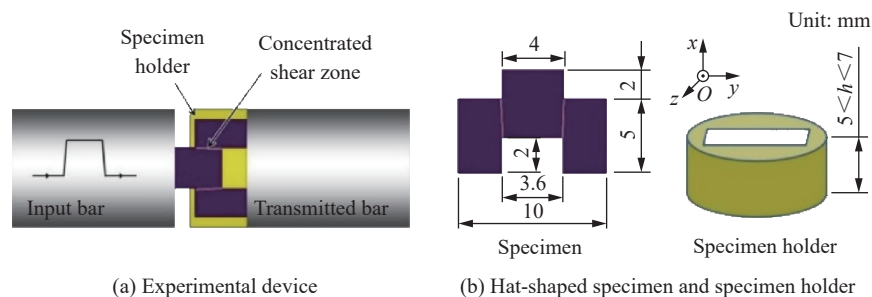 Unit: mm
Specimen holder
Concentrated shear zone
Input bar
Transmitted bar
(a) Experimental device
4
2
5
2
3.6
10
Specimen
x
y
z
O
5<h<7
Specimen holder
(b) Hat-shaped specimen and specimen holder